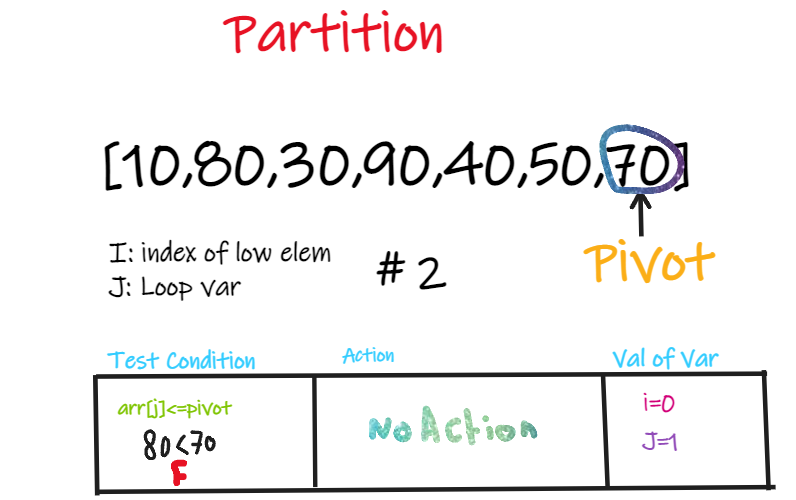 Partition
[10,80,30,90,40,50,70]
I: index of low elem
J: Loop var
# 2
Pivot
Test Condition
Action
Val of Var
arr[j]<=pivot
80<70
F
No Action
i=0
J=1